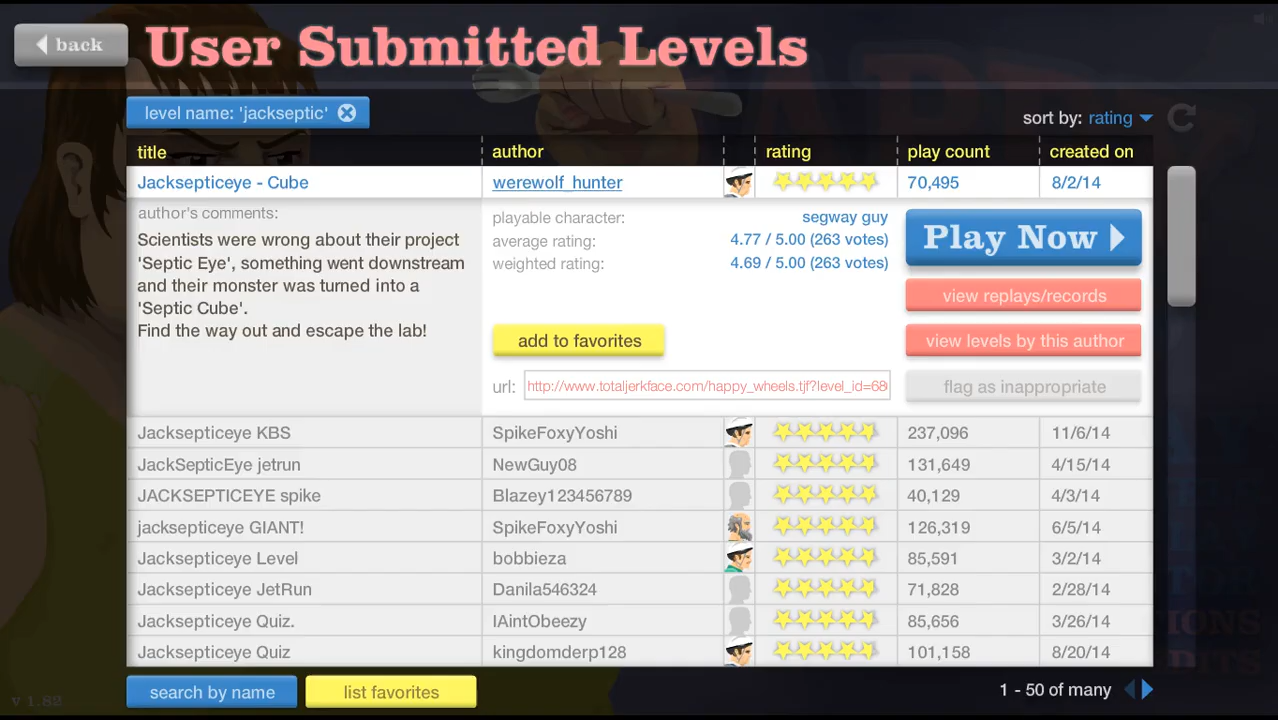 back
User Submitted Levels
level name: 'jackseptic'
sort by: rating
title author rating play count created on
Jacksepticeye - Cube werewolf_hunter 70,495 8/2/14
author's comments:
Scientists were wrong about their project
'Septic Eye', something went downstream
and their monster was turned into a
'Septic Cube'.
Find the way out and escape the lab!
playable character: segway guy
average rating: 4.77 / 5.00 (263 votes)
weighted rating: 4.69 / 5.00 (263 votes)
add to favorites
url: http://www.totaljerkface.com/happy_wheels.tjf?level_id=68
Play Now
view replays/records
view levels by this author
flag as inappropriate
Jacksepticeye KBS SpikeFoxyYoshi 237,096 11/6/14
JackSepticEye jetrun NewGuy08 131,649 4/15/14
JACKSEPTICEYE spike Blazey123456789 40,129 4/3/14
jacksepticeye GIANT! SpikeFoxyYoshi 126,319 6/5/14
Jacksepticeye Level bobbieza 85,591 3/2/14
Jacksepticeye JetRun Danila546324 71,828 2/28/14
Jacksepticeye Quiz. IAintObeezy 85,656 3/26/14
Jacksepticeye Quiz kingdomderp128 101,158 8/20/14
search by name
list favorites
1 - 50 of many
v 1.82